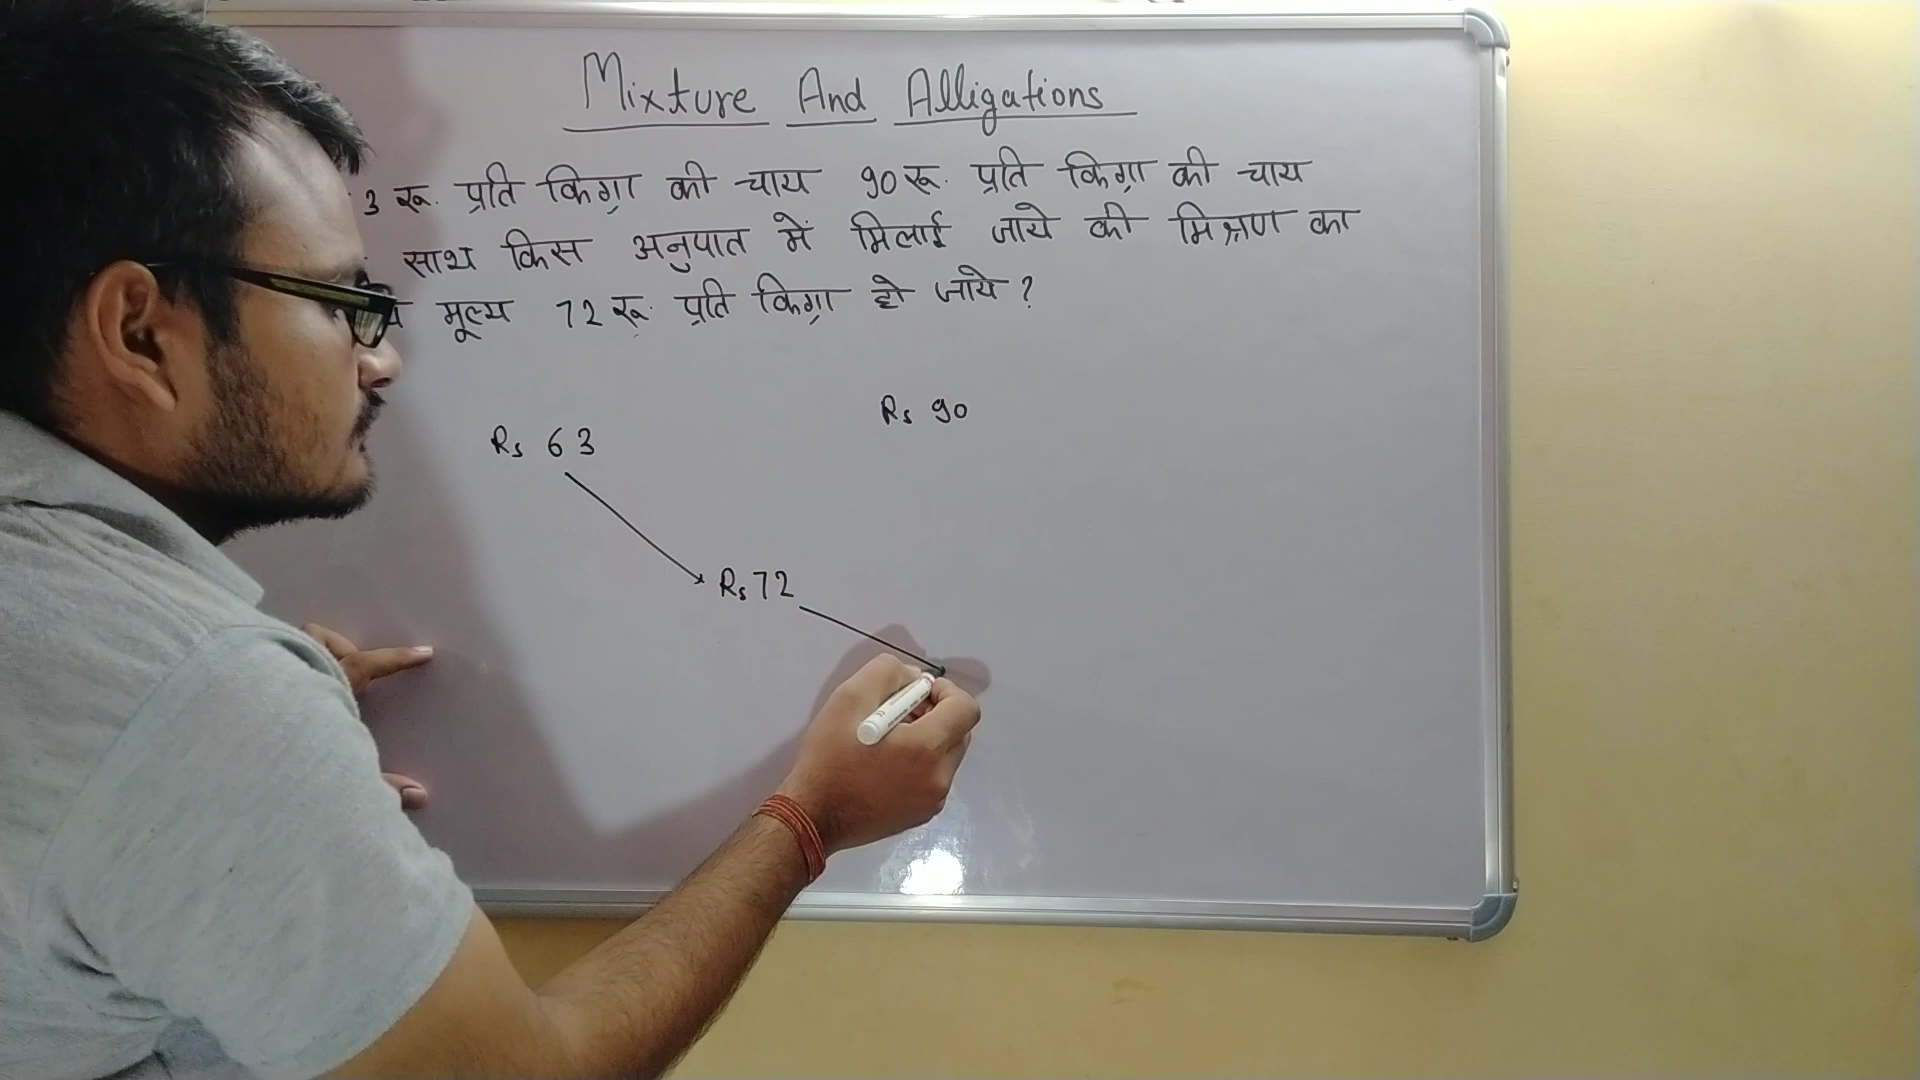 Mixture And Alligations
3 रू. प्रति किग्रा की चाय 90 रू. प्रति किग्रा की चाय
साथ किस अनुपात में मिलाई जाये की मिश्रण का
मूल्य 72 रू. प्रति किग्रा हो जाये ?
Rs 90
Rs 63
Rs 72